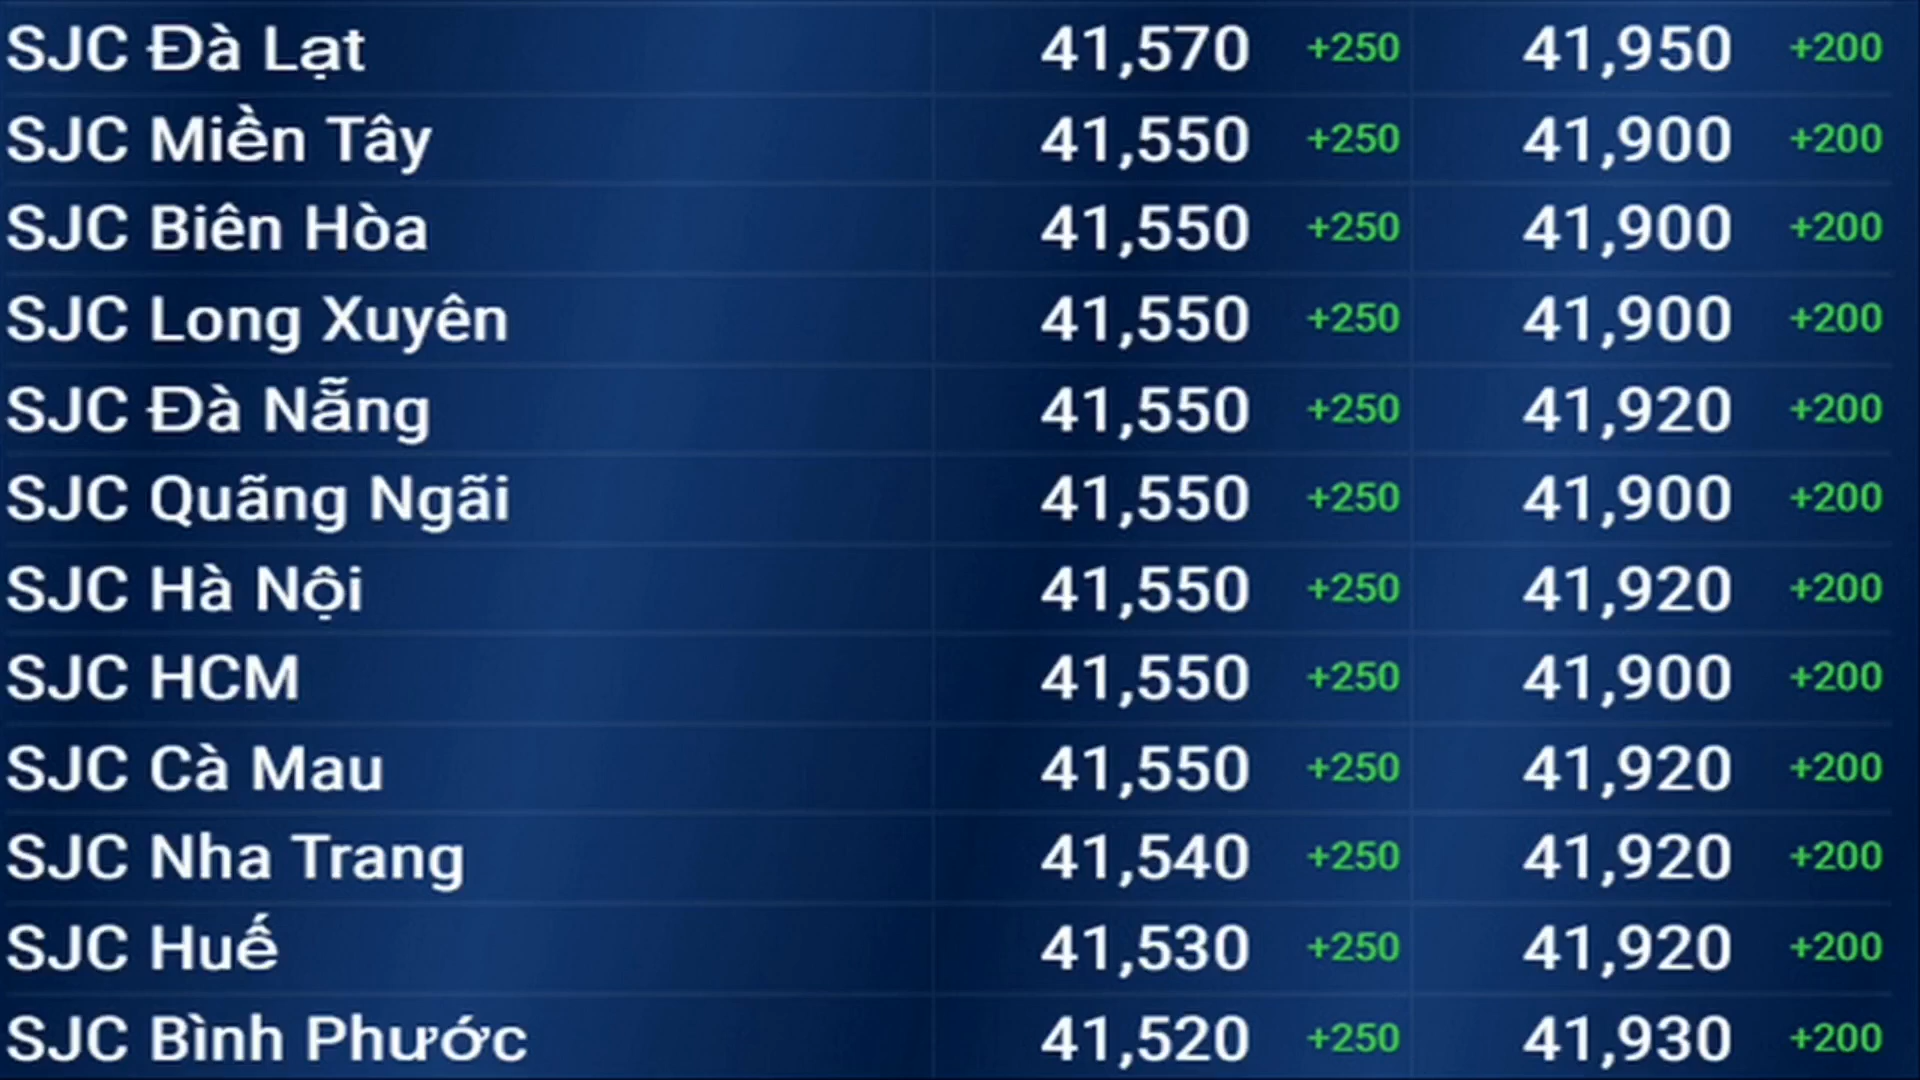 SJC Đà Lạt 41,570 +250 41,950 +200
SJC Miền Tây 41,550 +250 41,900 +200
SJC Biên Hòa 41,550 +250 41,900 +200
SJC Long Xuyên 41,550 +250 41,900 +200
SJC Đà Nẵng 41,550 +250 41,920 +200
SJC Quãng Ngãi 41,550 +250 41,900 +200
SJC Hà Nội 41,550 +250 41,920 +200
SJC HCM 41,550 +250 41,900 +200
SJC Cà Mau 41,550 +250 41,920 +200
SJC Nha Trang 41,540 +250 41,920 +200
SJC Huế 41,530 +250 41,920 +200
SJC Bình Phước 41,520 +250 41,930 +200